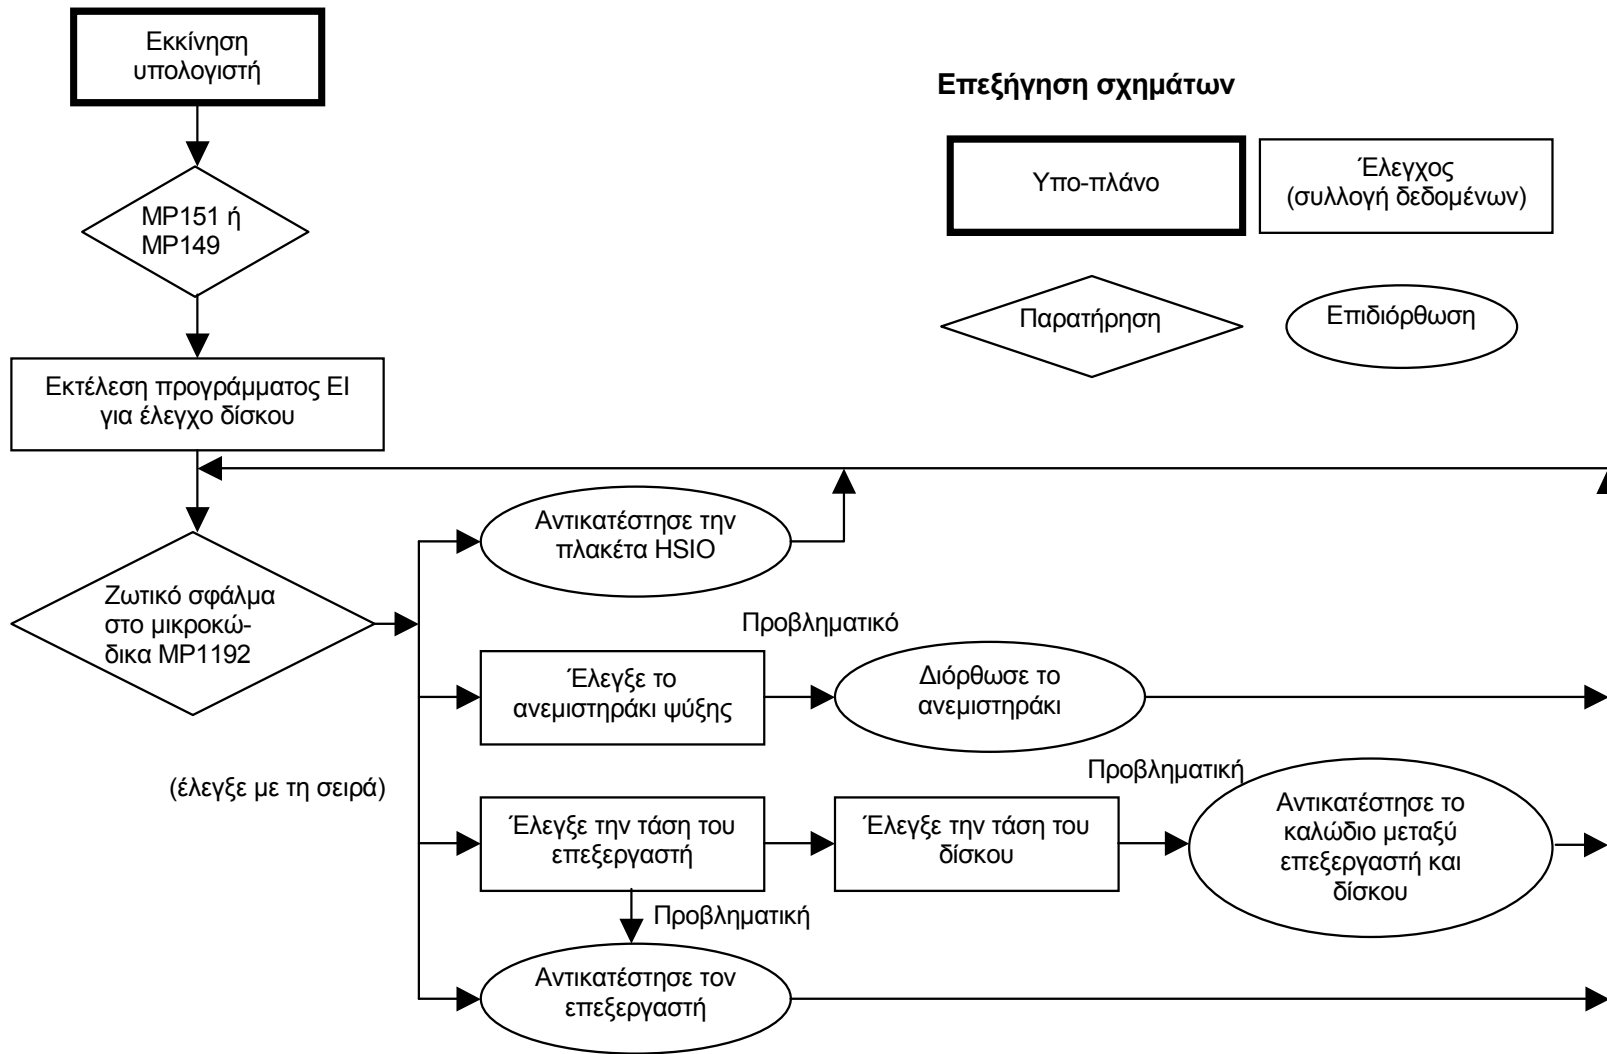 Εκκίνηση
υπολογιστή
Επεξήγηση σχημάτων
Υπο-πλάνο
Έλεγχος
(συλλογή δεδομένων)
MP151 ή
MP149
Παρατήρηση
Επιδιόρθωση
Εκτέλεση προγράμματος EI
για έλεγχο δίσκου
Αντικατέστησε την
πλακέτα HSIO
Ζωτικό σφάλμα
στο μικροκώ-
δικα MP1192
Προβληματικό
Έλεγξε το
ανεμιστηράκι ψύξης
Διόρθωσε το
ανεμιστηράκι
(έλεγξε με τη σειρά)
Προβληματική
Έλεγξε την τάση του
επεξεργαστή
Έλεγξε την τάση του
δίσκου
Αντικατέστησε το
καλώδιο μεταξύ
επεξεργαστή και
δίσκου
Προβληματική
Αντικατέστησε τον
επεξεργαστή